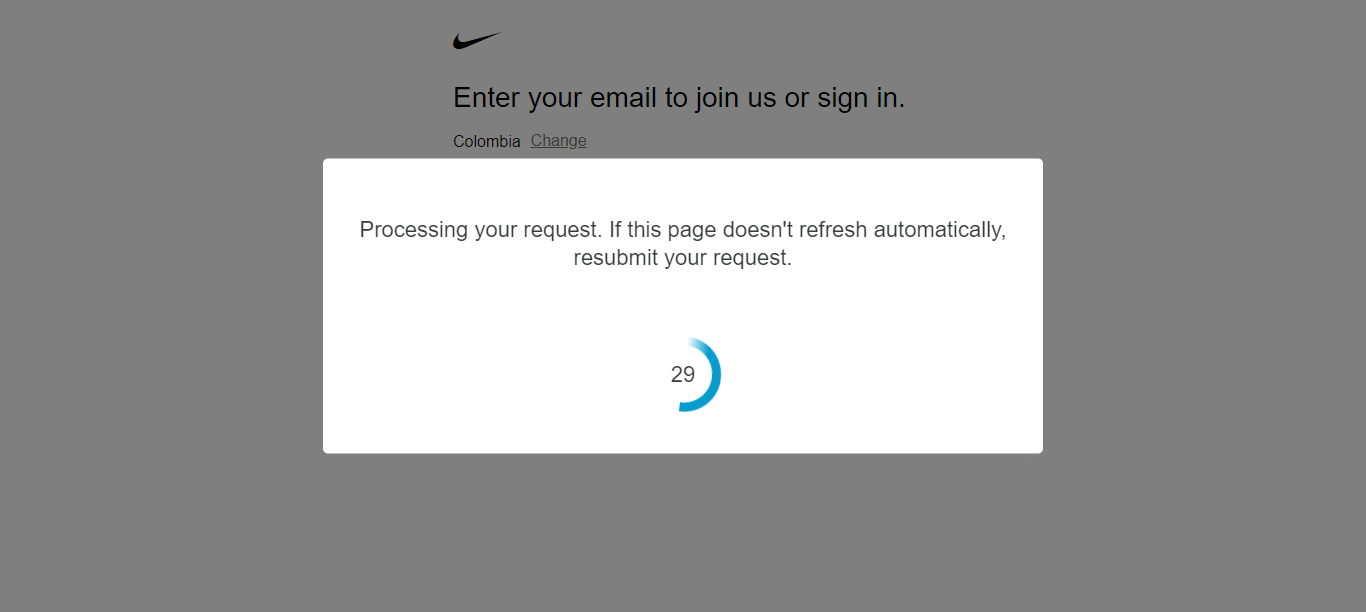 Enter your email to join us or sign in.
Colombia Change
Processing your request. If this page doesn't refresh automatically,
resubmit your request.
29